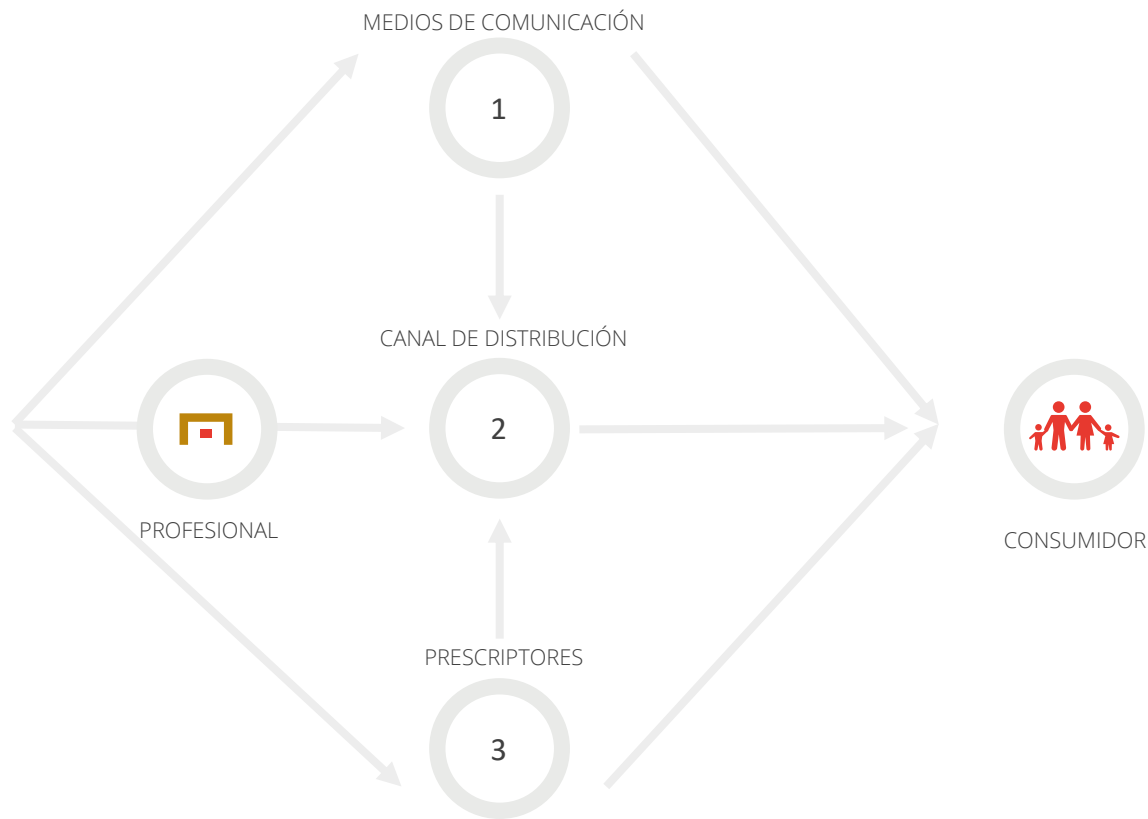 MEDIOS DE COMUNICACIÓN
1
CANAL DE DISTRIBUCIÓN
2
PROFESIONAL
CONSUMIDOR
PRESCRIPTORES
3